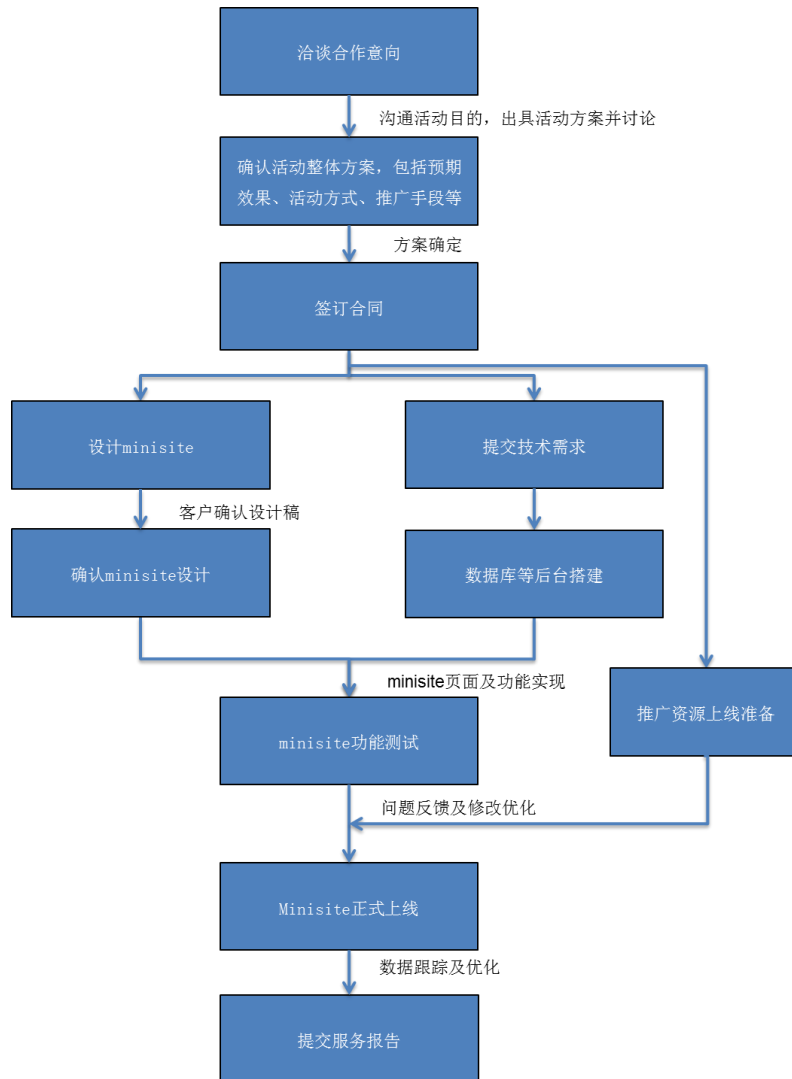 洽谈合作意向
沟通活动目的，出具活动方案并讨论
确认活动整体方案，包括预期
效果、活动方式、推广手段等
方案确定
签订合同
设计minisite
提交技术需求
客户确认设计稿
确认minisite设计
数据库等后台搭建
minisite页面及功能实现
推广资源上线准备
minisite功能测试
问题反馈及修改优化
Minisite正式上线
数据跟踪及优化
提交服务报告